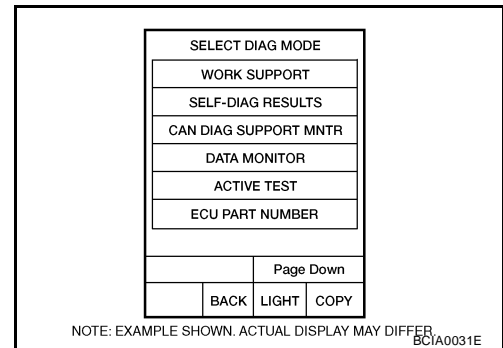 SELECT DIAG MODE
WORK SUPPORT
SELF-DIAG RESULTS
CAN DIAG SUPPORT MNTR
DATA MONITOR
ACTIVE TEST
ECU PART NUMBER
Page Down
BACK LIGHT COPY
NOTE: EXAMPLE SHOWN. ACTUAL DISPLAY MAY DIFFER.
BCIA0031E